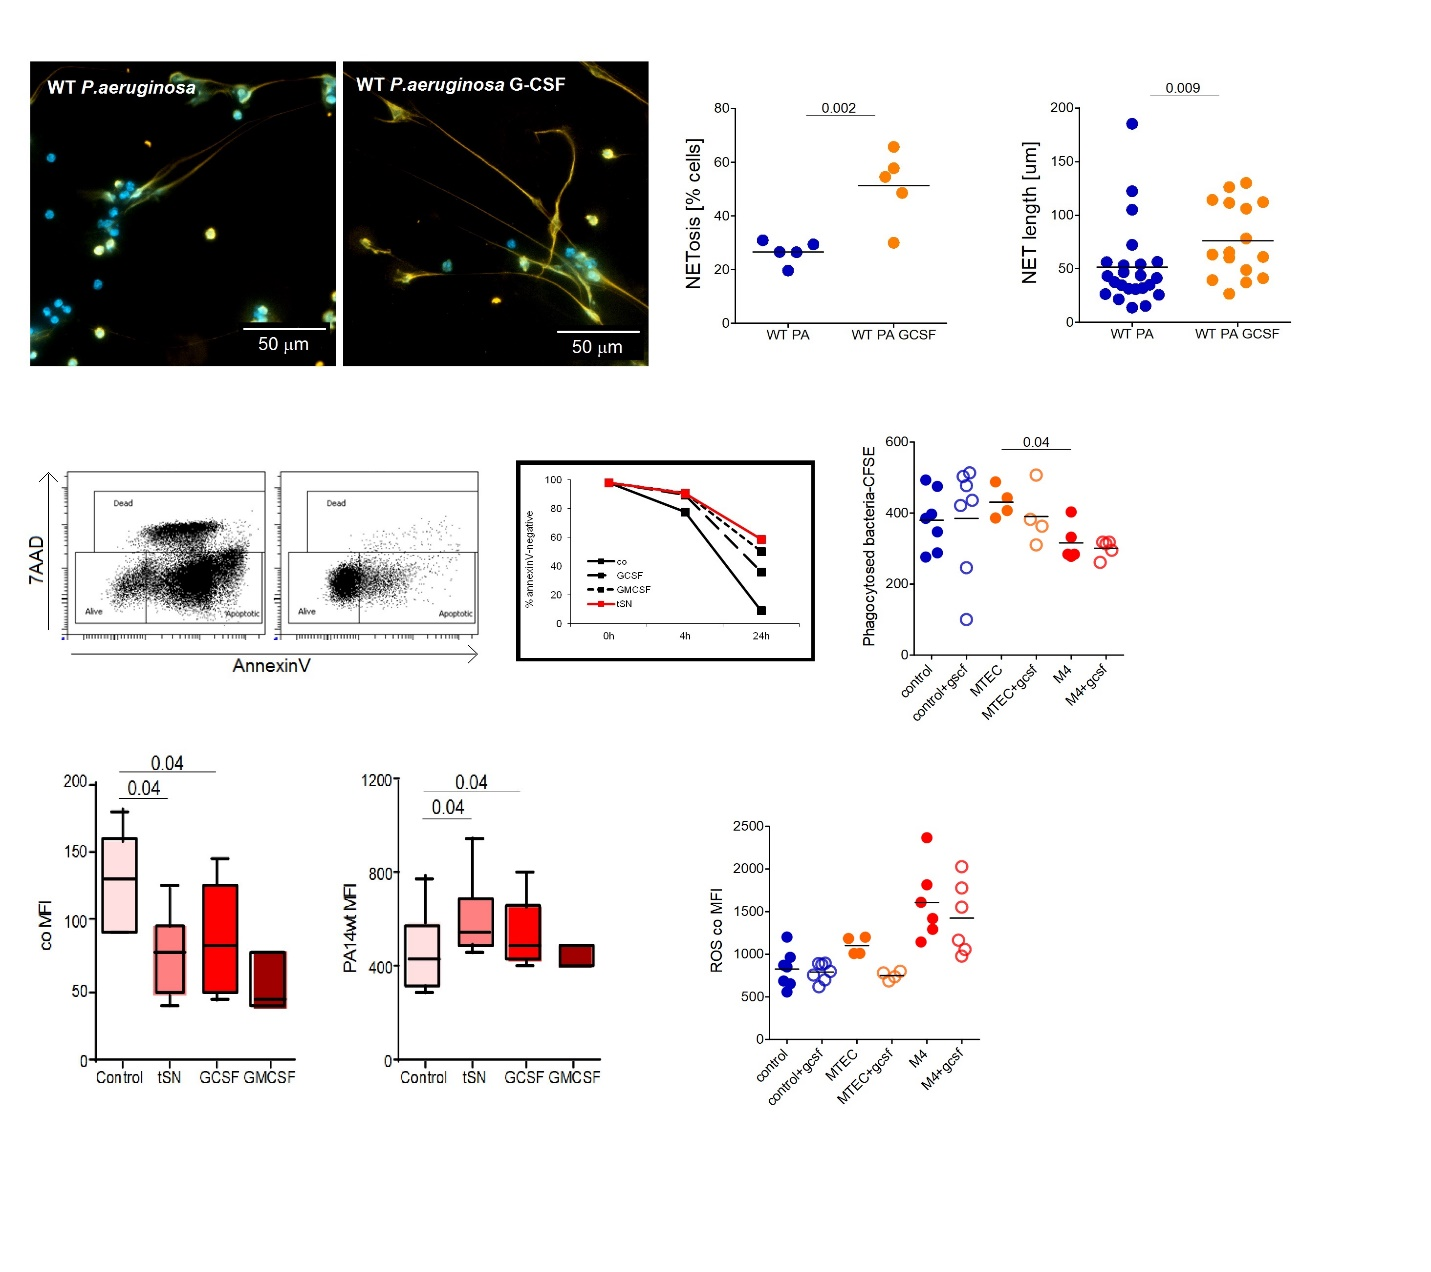 WT P.aeruginosa
50 µm
WT P.aeruginosa G-CSF
50 µm
NETosis [% cells]
80
60
40
20
0
0.002
WT PA
WT PA GCSF
NET length [um]
200
150
100
50
0
0.009
WT PA
WT PA GCSF
7AAD
Dead
Alive
Apoptotic
Dead
Alive
Apoptotic
AnnexinV
% annexinV-negative
100
80
60
40
20
0
co
GCSF
GMCSF
tSN
0h
4h
24h
Phagocytosed bacteria-CFSE
600
400
200
0
0.04
control
control+gscf
MTEC
MTEC+gcsf
M4
M4+gcsf
co MFI
200
150
100
50
0
0.04
0.04
Control
tSN
GCSF
GMCSF
PA14wt MFI
1200
800
400
0
0.04
0.04
Control
tSN
GCSF
GMCSF
ROS co MFI
2500
2000
1500
1000
500
0
control
control+gcsf
MTEC
MTEC+gcsf
M4
M4+gcsf